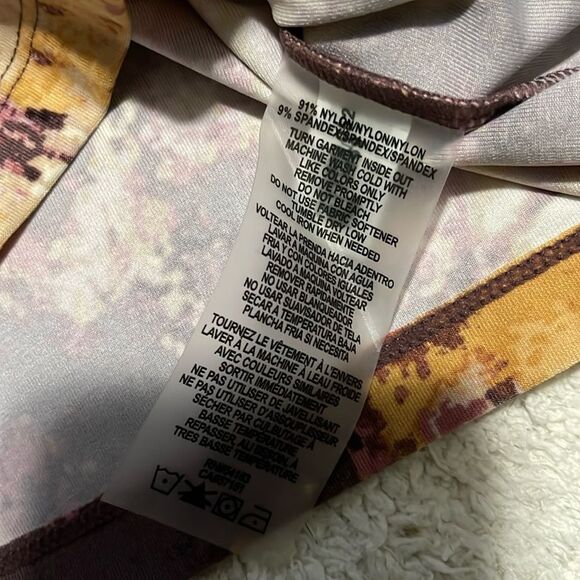 91% NYLON/NYLON/NYLON
9% SPANDEX/SPANDEX/SPANDEX
TURN GARMENT INSIDE OUT
MACHINE WASH COLD WITH
LIKE COLORS ONLY
REMOVE PROMPTLY
DO NOT BLEACH
DO NOT USE FABRIC SOFTENER
TUMBLE DRY LOW
COOL IRON WHEN NEEDED
VOLTEAR LA PRENDA HACIA ADENTRO
LAVAR A MAQUINA CON AGUA
FRIA Y CON COLORES IGUALES
LAVADO A MAQUINA VOLTEAR
REMOVER RAPIDAMENTE
NO USAR BLANQUEADOR
NO USAR SUAVISADOR DE TELA
SECAR A TEMPERATURA BAJA
PLANCHA FRIA SI NECESITA
TOURNEZ LE VÊTEMENT À L'ENVERS
LAVER À LA MACHINE À L'EAU FROIDE
AVEC COULEURS SIMILAIRES
SORTIR IMMÉDIATEMENT
NE PAS UTILISER DE JAVELLISANT
NE PAS UTILISER D'ASSOUPLISSEUR
SÉCHER PAR CULBUTAGE À
BASSE TEMPÉRATURE
REPASSER, AU BESOIN, À
TRÈS BASSE TEMPÉRATURE